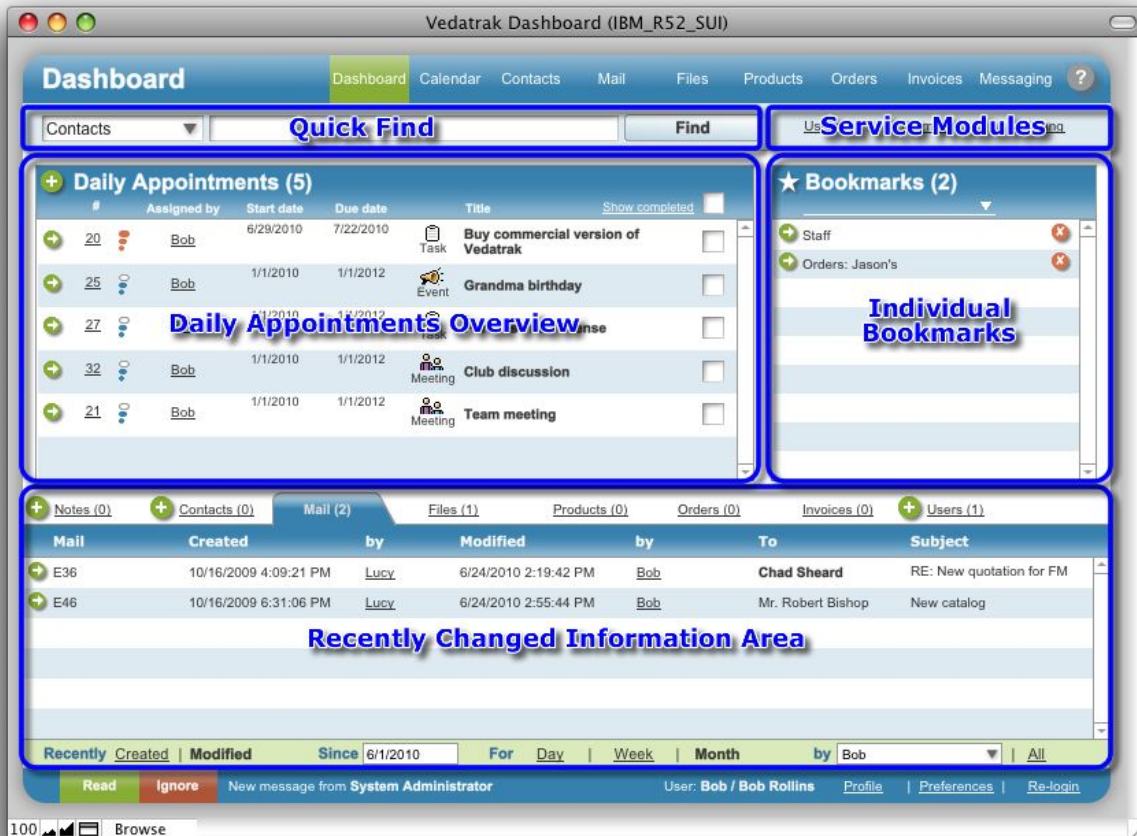 Vedatrak Dashboard (IBM_R52_SUI)
Dashboard Dashboard Calendar Contacts Mail Files Products Orders Invoices Messaging ?
Contacts Quick Find Find Service Modules
Daily Appointments (5) Bookmarks (2)
# Assigned by Start date Due date Title Show completed
20 Bob 6/29/2010 7/22/2010 Task Buy commercial version of Vedatrak
Staff
Orders: Jason's
25 Bob 1/1/2010 1/1/2012 Event Grandma birthday
Individual
Bookmarks
27 Task
Daily Appointments Overview
32 Bob 1/1/2010 1/1/2012 Meeting Club discussion
21 Bob 1/1/2010 1/1/2012 Meeting Team meeting
Notes (0) Contacts (0) Mail (2) Files (1) Products (0) Orders (0) Invoices (0) Users (1)
Mail Created by Modified by To Subject
E36 10/16/2009 4:09:21 PM Lucy 6/24/2010 2:19:42 PM Bob Chad Sheard RE: New quotation for FM
E46 10/16/2009 6:31:06 PM Lucy 6/24/2010 2:55:44 PM Bob Mr. Robert Bishop New catalog
Recently Changed Information Area
Recently Created | Modified Since 6/1/2010 For Day | Week | Month by Bob | All
Read Ignore New message from System Administrator User: Bob / Bob Rollins Profile | Preferences | Re-login
100 Browse